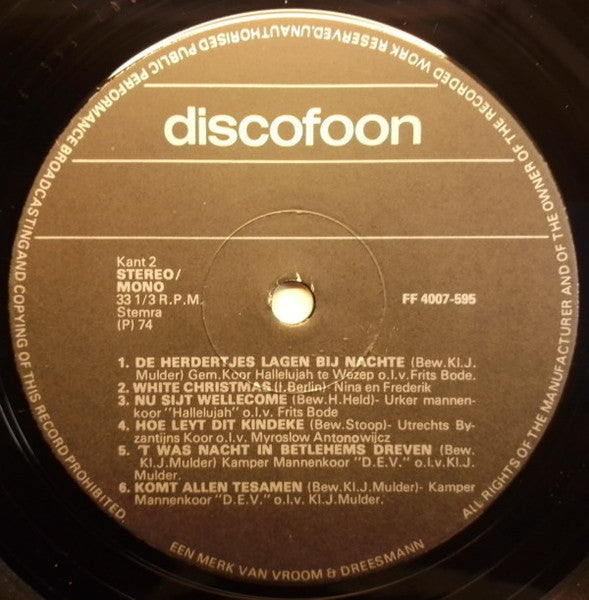 discofoon
Kant 2
STEREO/
MONO
33 1/3 R.P.M.
Stemra
(P) 74
FF 4007-595
1. DE HERDERTJES LAGEN BIJ NACHTE (Bew.Kl.J.
Mulder) Gem.Koor Hallelujah te Wezep o.l.v. Frits Bode.
2. WHITE CHRISTMAS (I.Berlin) Nina en Frederik
3. NU SIJT WELLECOME (Bew.H.Held)- Urker mannen-
koor "Hallelujah" o.l.v. Frits Bode
4. HOE LEYT DIT KINDEKE (Bew.Stoop)- Utrechts By-
zantijns Koor o.l.v. Myroslow Antonowijcz
5. 'T WAS NACHT IN BETLEHEMS DREVEN (Bew.
Kl.J.Mulder) Kamper Mannenkoor "D.E.V." o.l.v. Kl.J.
Mulder.
6. KOMT ALLEN TESAMEN (Bew.Kl.J.Mulder)- Kamper
Mannenkoor "D.E.V." o.l.v. Kl.J.Mulder.
ALL RIGHTS OF THE MANUFACTURER AND OF THE OWNER OF THE RECORDED WORK RESERVED.UNAUTHORISED PUBLIC PERFORMANCE BROADCASTINGAND COPYING OF THIS RECORD PROHIBITED.
EEN MERK VAN VROOM & DREESMANN